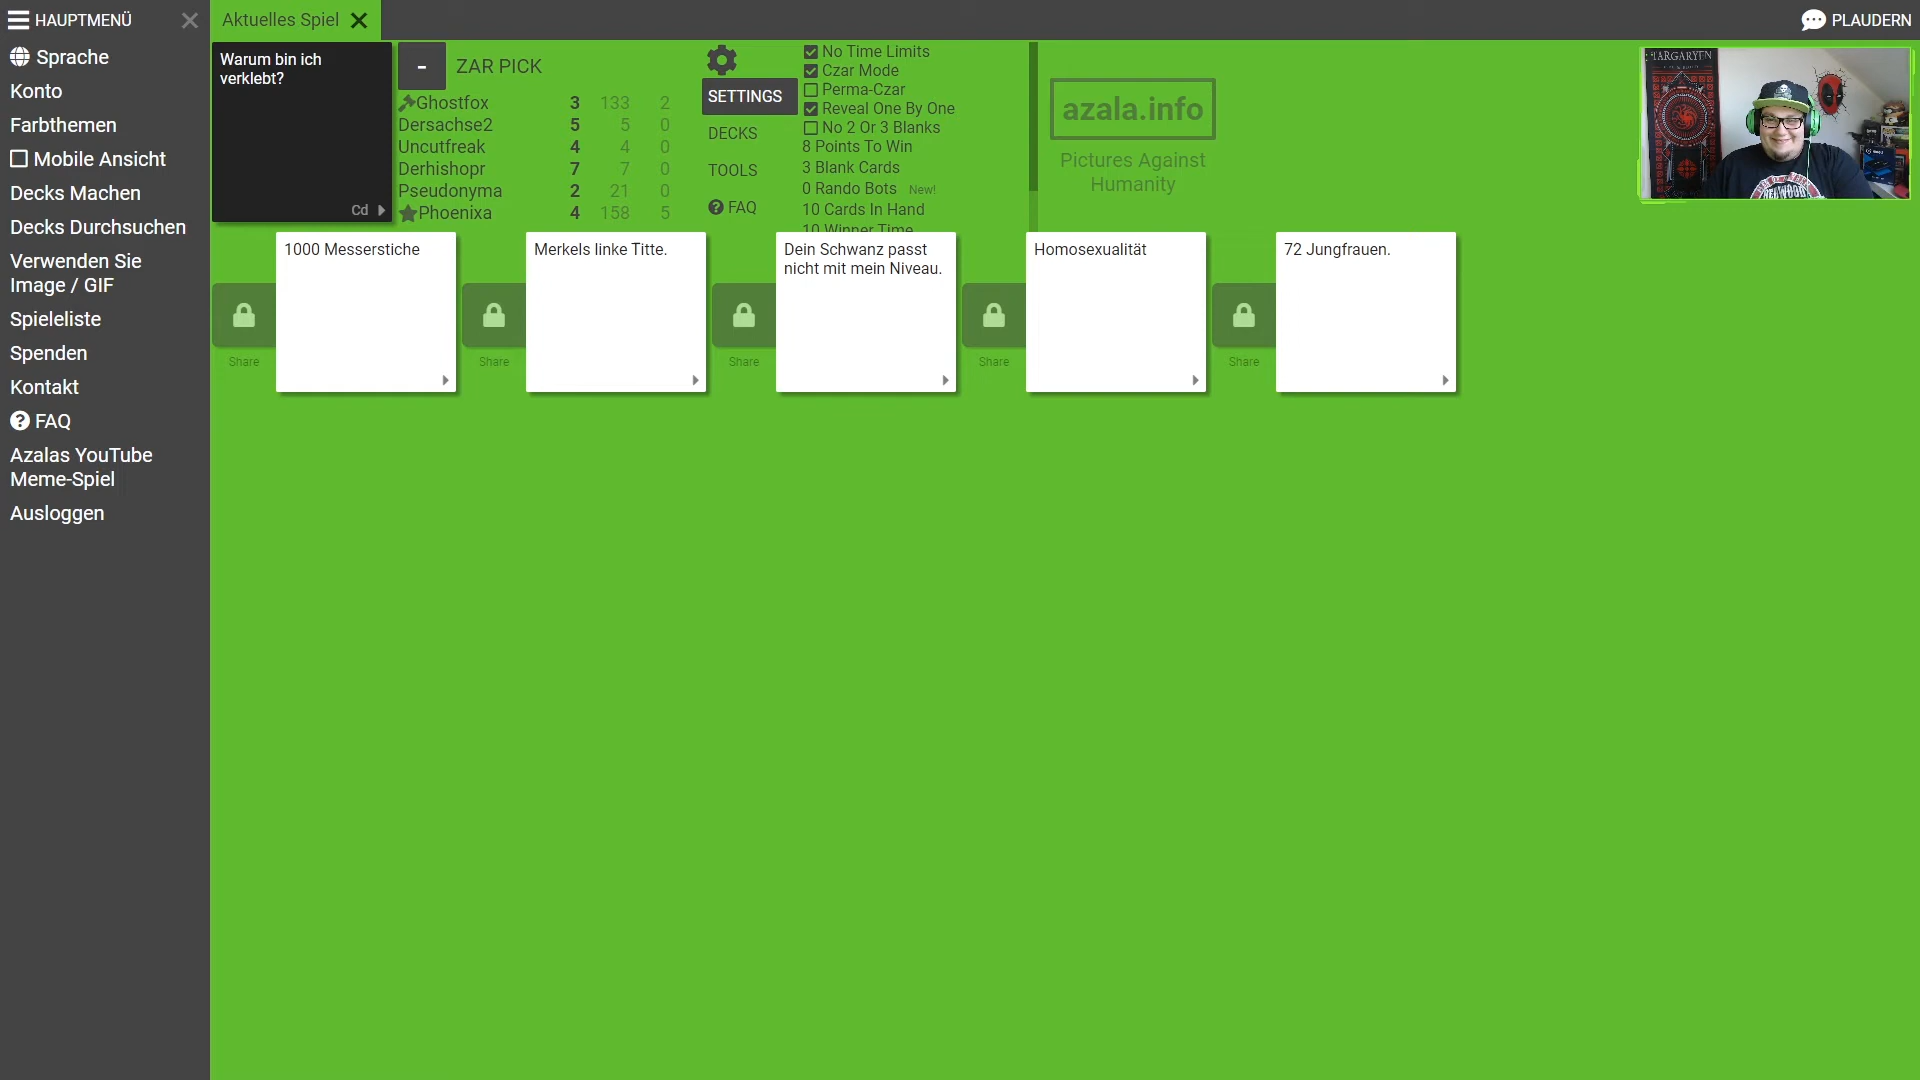 HAUPTMENÜ
Aktuelles Spiel
PLAUDERN
Sprache
Konto
Farbthemen
Mobile Ansicht
Decks Machen
Decks Durchsuchen
Verwenden Sie
Image / GIF
Spieleliste
Spenden
Kontakt
FAQ
Azalas YouTube
Meme-Spiel
Ausloggen
Warum bin ich
verklebt?
Cd
-
ZAR PICK
Ghostfox 3 133 2
Dersachse2 5 5 0
Uncutfreak 4 4 0
Derhishopr 7 7 0
Pseudonyma 2 21 0
Phoenixa 4 158 5
SETTINGS
DECKS
TOOLS
FAQ
No Time Limits
Czar Mode
Perma-Czar
Reveal One By One
No 2 Or 3 Blanks
8 Points To Win
3 Blank Cards
0 Rando Bots New!
10 Cards In Hand
10 Winner Time
azala.info
Pictures Against
Humanity
TARGARYEN
Share
1000 Messerstiche
Share
Merkels linke Titte.
Share
Dein Schwanz passt
nicht mit mein Niveau.
Share
Homosexualität
Share
72 Jungfrauen.